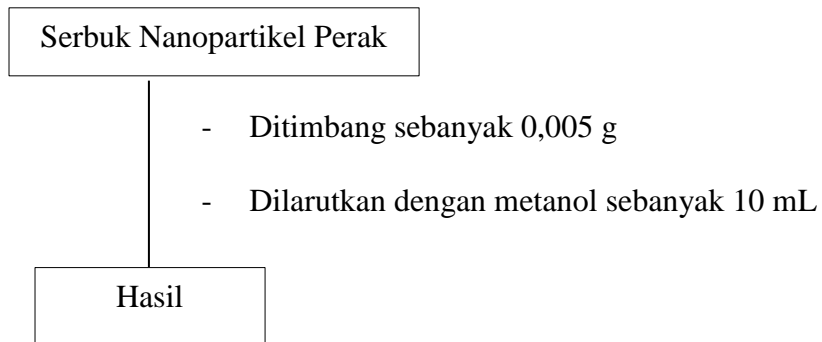 Serbuk Nanopartikel Perak
- Ditimbang sebanyak 0,005 g
- Dilarutkan dengan metanol sebanyak 10 mL
Hasil